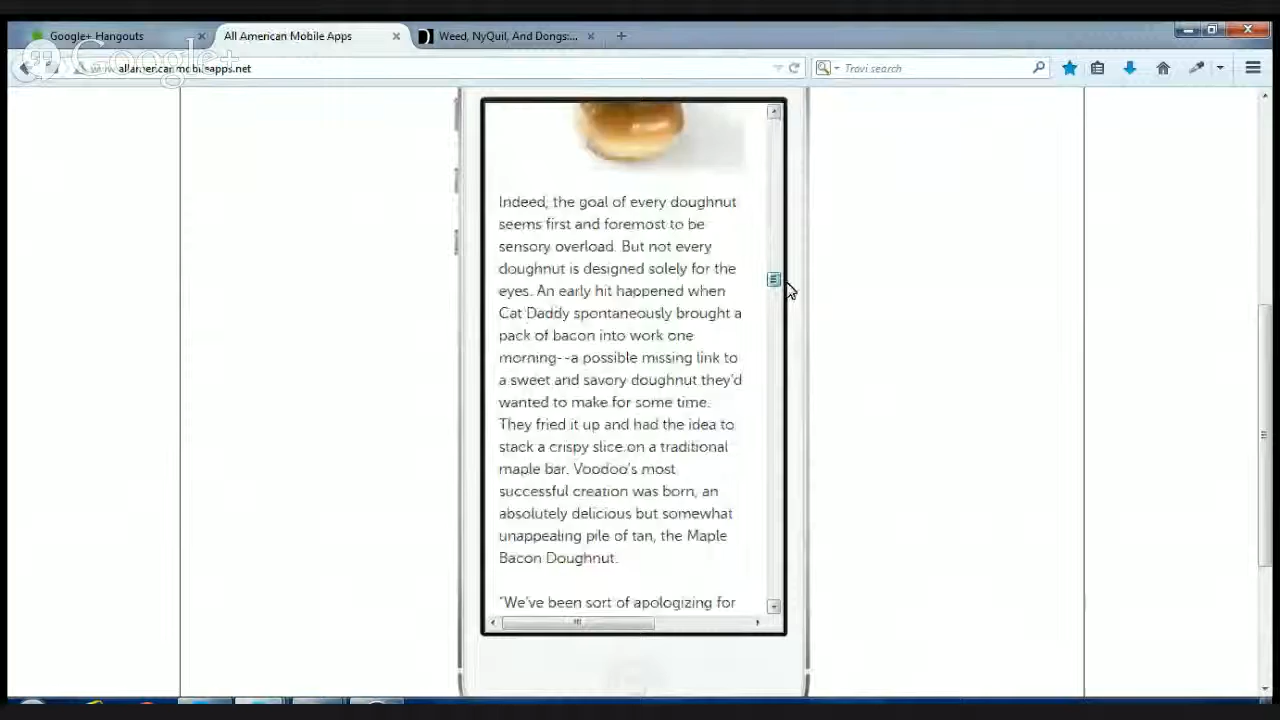 Google+ Hangouts
All American Mobile Apps
Weed, NyQuil, And Dongs:...
Google+
allamericanmobileapps.net
Trovi search
Indeed, the goal of every doughnut
seems first and foremost to be
sensory overload. But not every
doughnut is designed solely for the
eyes. An early hit happened when
Cat Daddy spontaneously brought a
pack of bacon into work one
morning--a possible missing link to
a sweet and savory doughnut they'd
wanted to make for some time.
They fried it up and had the idea to
stack a crispy slice on a traditional
maple bar. Voodoo's most
successful creation was born, an
absolutely delicious but somewhat
unappealing pile of tan, the Maple
Bacon Doughnut.
"We've been sort of apologizing for